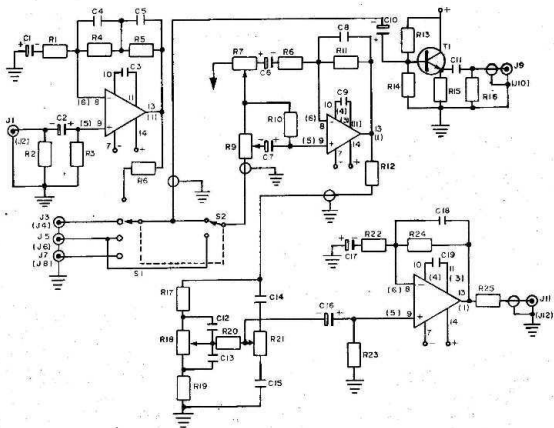 C4 C5
C1 R1 R4 R5
C3
10 11
(6) 8
13
(1)
J1
(J2)
C2
(5) 9
R2 R3
7 14
R6
J3
(J4)
J5
(J6)
J7
(J8)
S1
S2
C8
R7 C6 R6 R11
C9
10 11
(4) (3)
(6) 8
R10
13
(1)
R9 C7
(5) 9
7 14
R12
C10
R13
T1
C11
J9
(J10)
R14 R15 R16
R17
C14
C12
R18 R20 R21
C13
R19 C15
C16
R23
C18
R22 R24
C17
C19
10 11
(4) (3)
(6) 8
13
(1)
(5) 9
7 14
R25
J11
(J12)